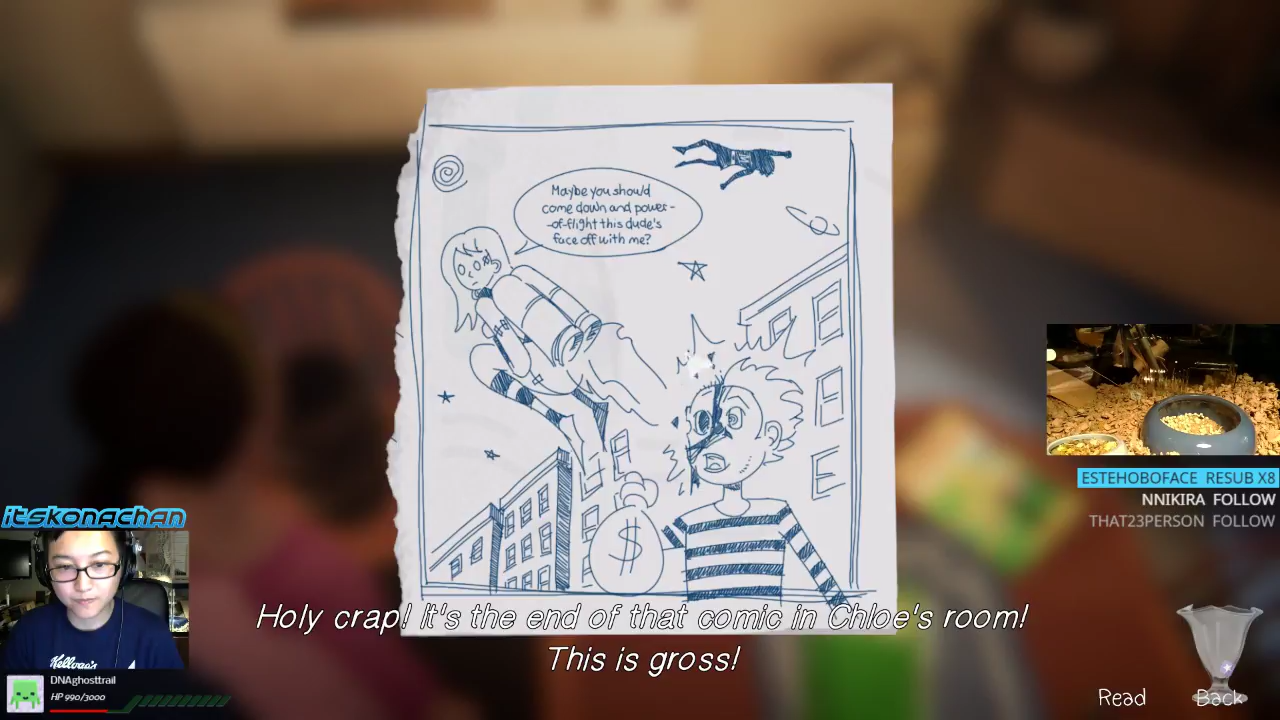 Maybe you should
come down and power-
-of-flight this dude's
face off with me?
$
ESTEHOBOFACE RESUB X8
NNIKIRA FOLLOW
THAT23PERSON FOLLOW
itskonachan
Kellogg's
Holy crap! It's the end of that comic in Chloe's room!
This is gross!
DNAghosttrail
HP 990/3000
Read Back